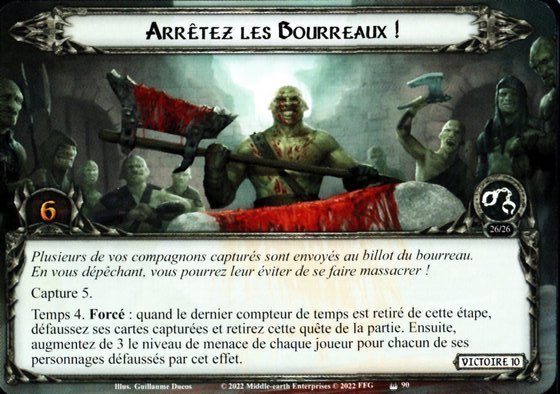 ARRÊTEZ LES BOURREAUX !
6
26/26
Plusieurs de vos compagnons capturés sont envoyés au billot du bourreau.
En vous dépêchant, vous pourrez leur éviter de se faire massacrer !
Capture 5.
Temps 4. Forcé : quand le dernier compteur de temps est retiré de cette étape,
défaussez ses cartes capturées et retirez cette quête de la partie. Ensuite,
augmentez de 3 le niveau de menace de chaque joueur pour chacun de ses
personnages défaussés par cet effet.
VICTOIRE 10
Illus. Guillaume Ducos © 2022 Middle-earth Enterprises © 2022 FFG 90